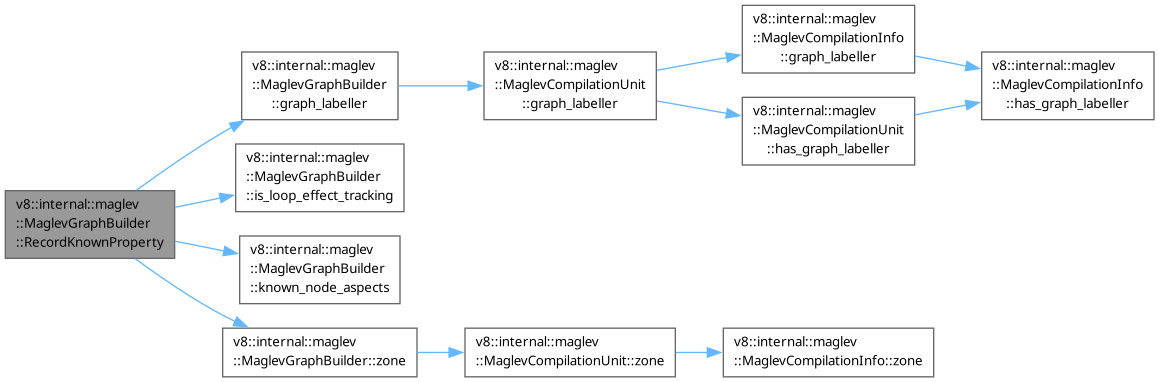 v8::internal::maglev
::MaglevGraphBuilder
::RecordKnownProperty
v8::internal::maglev
::MaglevGraphBuilder
::graph_labeller
v8::internal::maglev
::MaglevCompilationUnit
::graph_labeller
v8::internal::maglev
::MaglevCompilationInfo
::graph_labeller
v8::internal::maglev
::MaglevCompilationInfo
::has_graph_labeller
v8::internal::maglev
::MaglevCompilationUnit
::has_graph_labeller
v8::internal::maglev
::MaglevGraphBuilder
::is_loop_effect_tracking
v8::internal::maglev
::MaglevGraphBuilder
::known_node_aspects
v8::internal::maglev
::MaglevGraphBuilder::zone
v8::internal::maglev
::MaglevCompilationUnit::zone
v8::internal::maglev
::MaglevCompilationInfo::zone